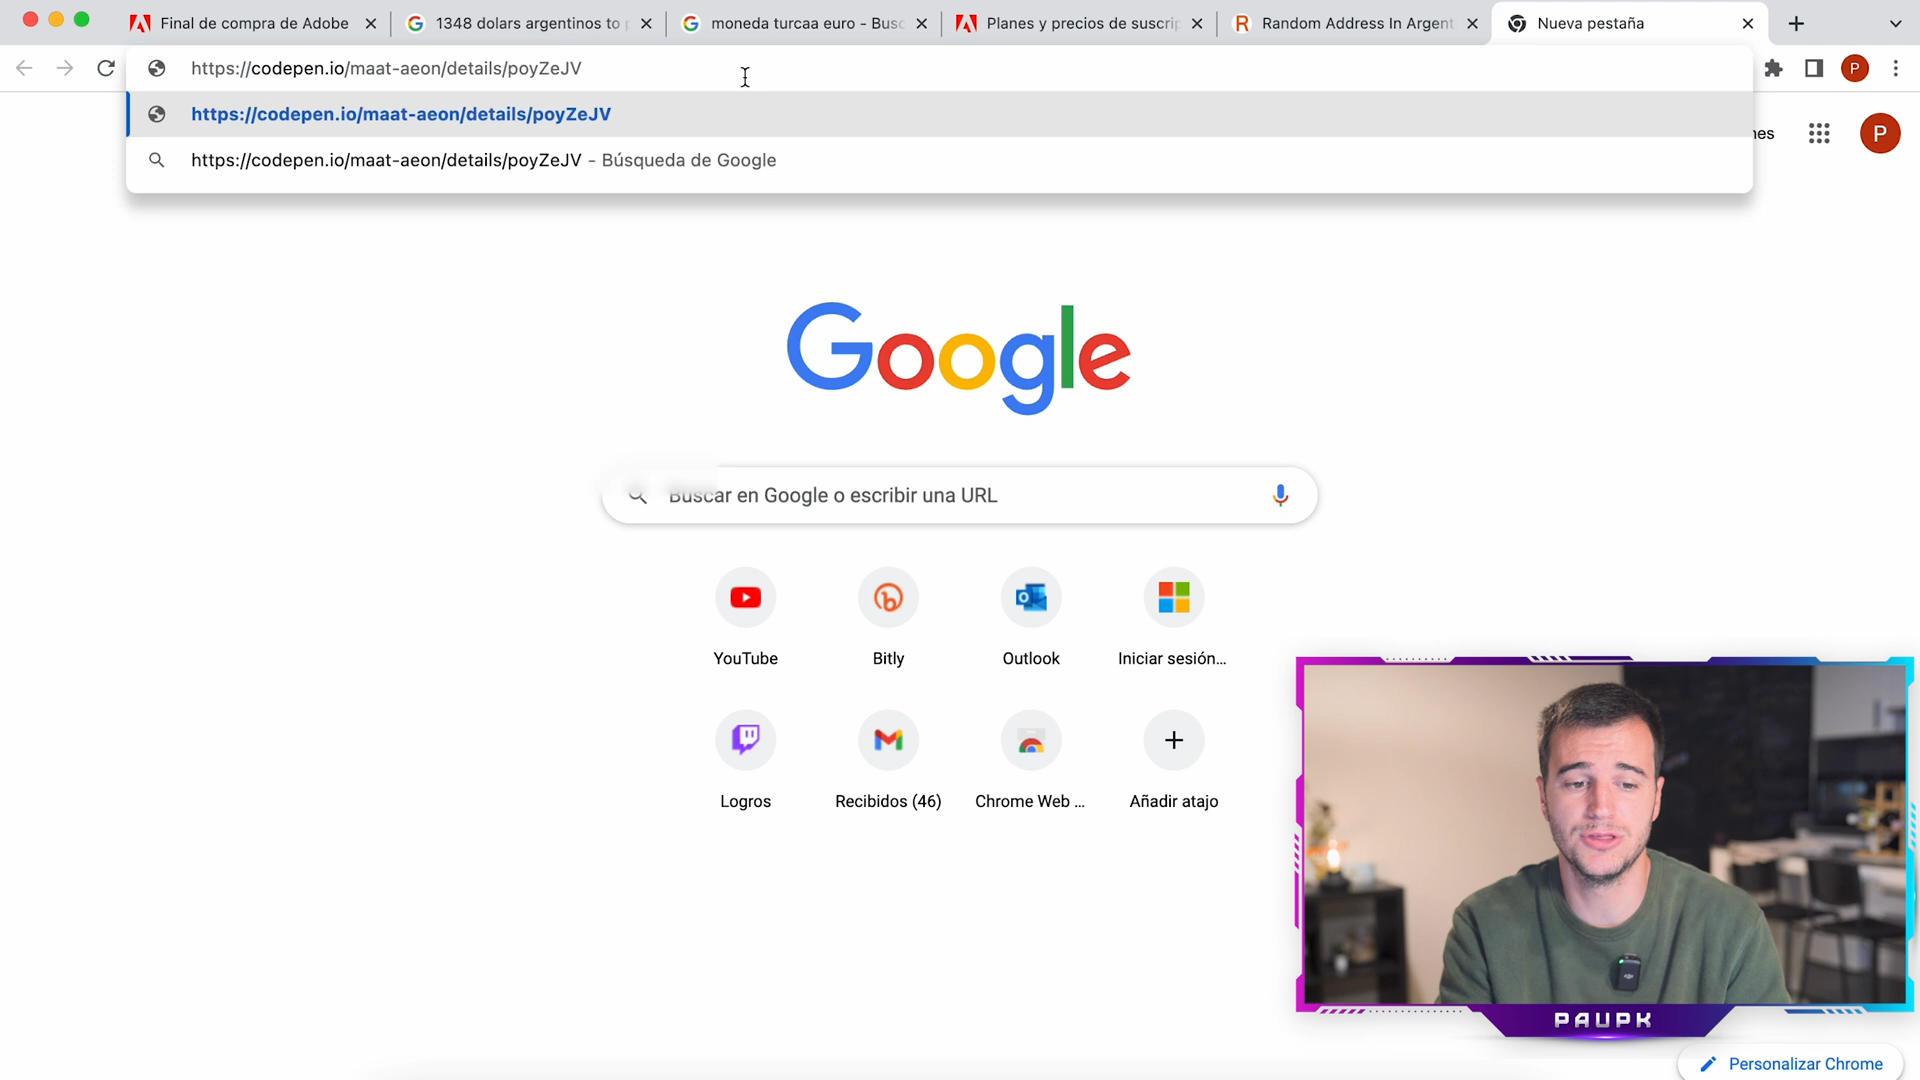 Final de compra de Adobe
1348 dolars argentinos to
moneda turcaa euro - Busc
Planes y precios de suscrip
Random Address In Argent
Nueva pestaña
https://codepen.io/maat-aeon/details/poyZeJV
P
https://codepen.io/maat-aeon/details/poyZeJV
https://codepen.io/maat-aeon/details/poyZeJV - Búsqueda de Google
P
Google
Buscar en Google o escribir una URL
YouTube
Bitly
Outlook
Iniciar sesión...
Logros
Recibidos (46)
Chrome Web ...
Añadir atajo
PAUPK
Personalizar Chrome